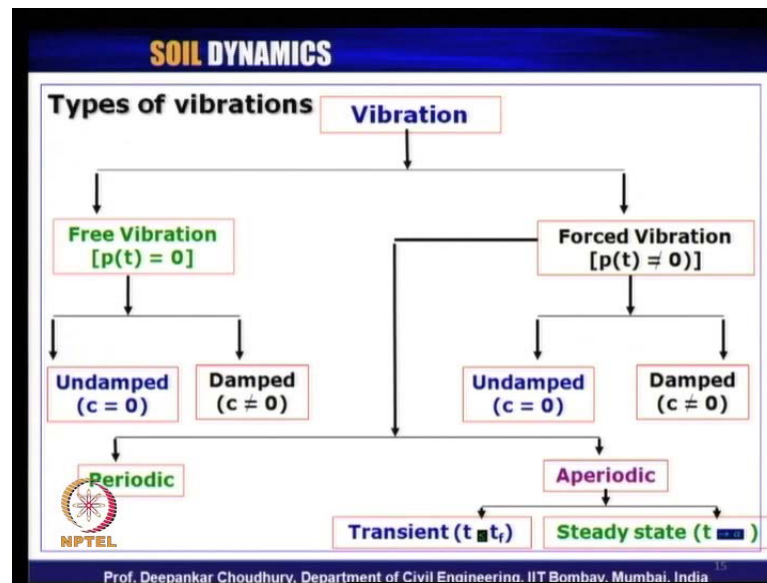 SOIL DYNAMICS
Types of vibrations
Vibration
Free Vibration
[p(t) = 0]
Forced Vibration
[p(t) ≠ 0)]
Undamped
(c = 0)
Damped
(c ≠ 0)
Undamped
(c = 0)
Damped
(c ≠ 0)
Periodic
Aperiodic
Transient (t tf)
Steady state (t )
NPTEL
15
Prof. Deepankar Choudhury, Department of Civil Engineering, IIT Bombay, Mumbai, India